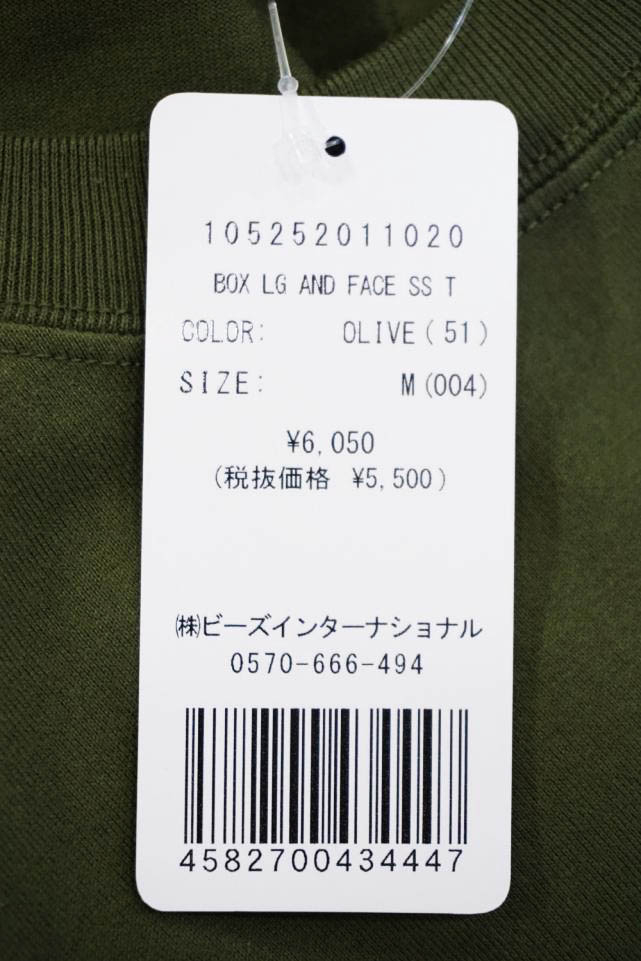 105252011020
BOX LG AND FACE SS T
COLOR: OLIVE(51)
SIZE: M(004)
¥6,050
(税抜価格 ¥5,500)
㈱ビーズインターナショナル
0570-666-494
4582700434447